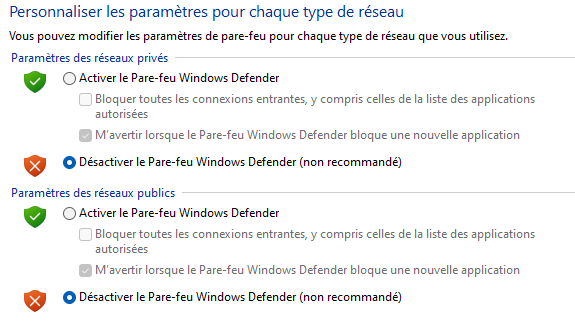 Personnaliser les paramètres pour chaque type de réseau
Vous pouvez modifier les paramètres de pare-feu pour chaque type de réseau que vous utilisez.
Paramètres des réseaux privés
Activer le Pare-feu Windows Defender
Bloquer toutes les connexions entrantes, y compris celles de la liste des applications
autorisées
M'avertir lorsque le Pare-feu Windows Defender bloque une nouvelle application
Désactiver le Pare-feu Windows Defender (non recommandé)
Paramètres des réseaux publics
Activer le Pare-feu Windows Defender
Bloquer toutes les connexions entrantes, y compris celles de la liste des applications
autorisées
M'avertir lorsque le Pare-feu Windows Defender bloque une nouvelle application
Désactiver le Pare-feu Windows Defender (non recommandé)